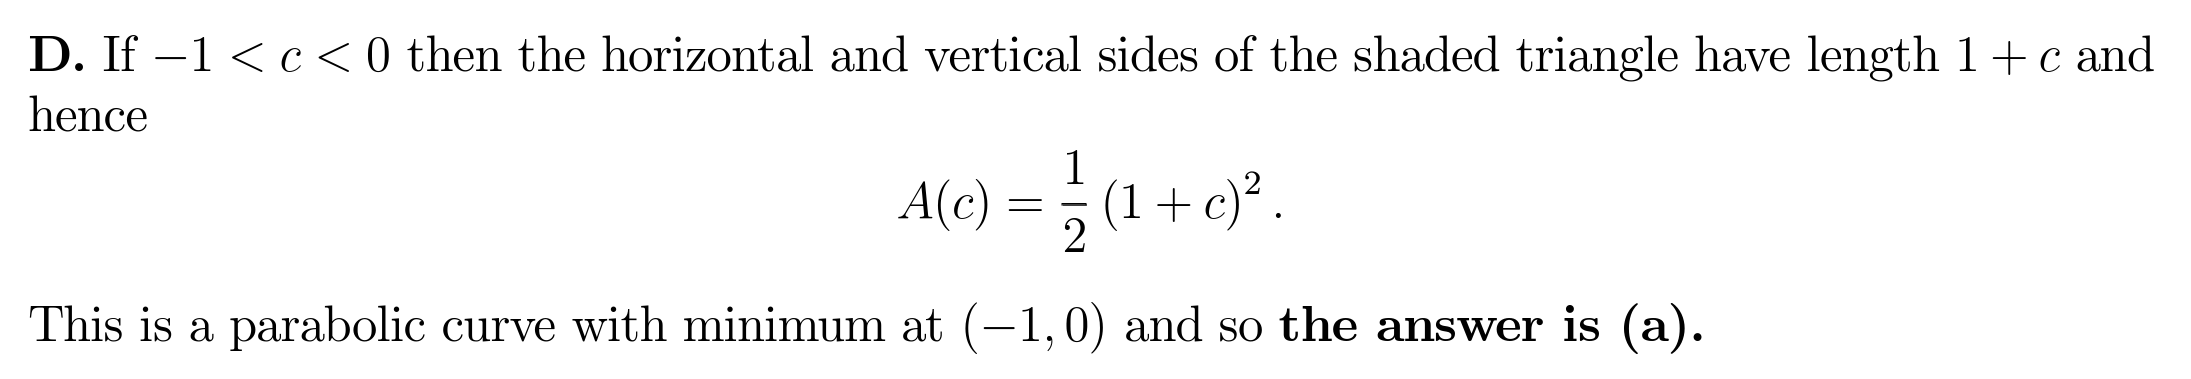 D. If −1 < c < 0 then the horizontal and vertical sides of the shaded triangle have length 1 + c and
hence
A(c) = \frac{1}{2} (1 + c)^2 .
This is a parabolic curve with minimum at (−1, 0) and so the answer is (a).